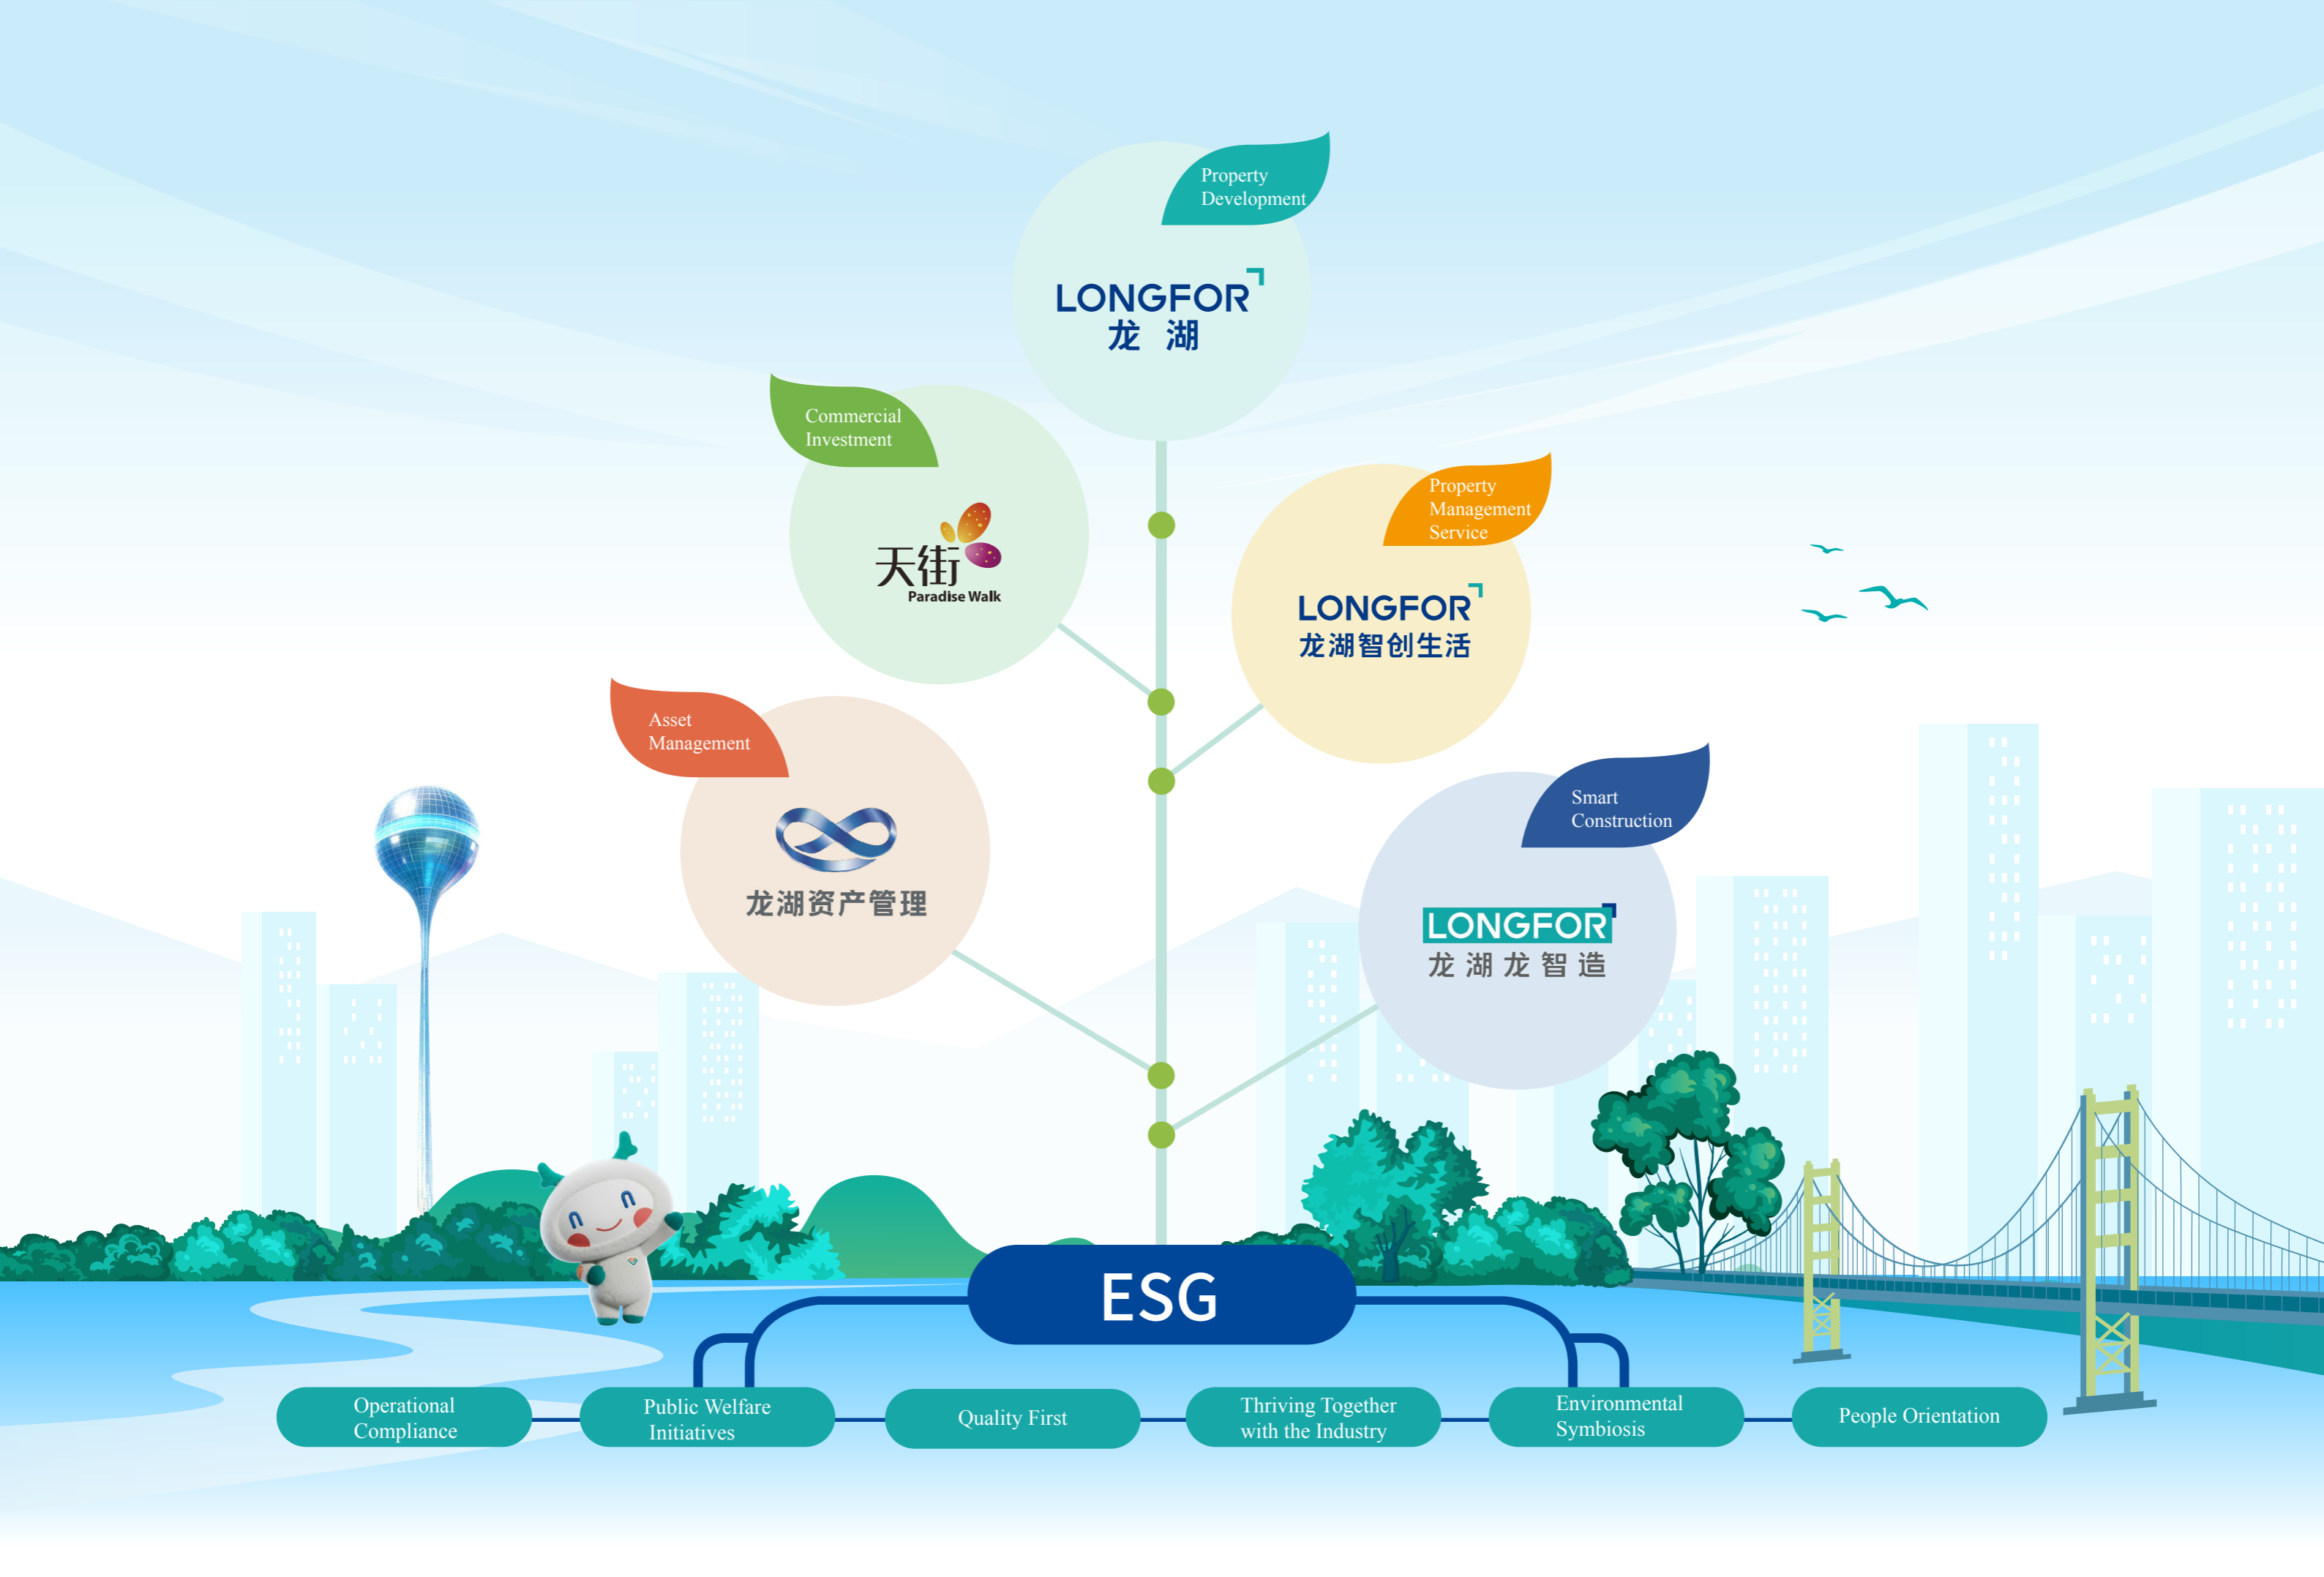 Property
Development
LONGFOR
龙 湖
Commercial
Investment
天街
Paradise Walk
Property
Management
Service
LONGFOR
龙湖智创生活
Asset
Management
龙湖资产管理
Smart
Construction
LONGFOR
龙湖龙智造
ESG
Operational
Compliance
Public Welfare
Initiatives
Quality First
Thriving Together
with the Industry
Environmental
Symbiosis
People Orientation